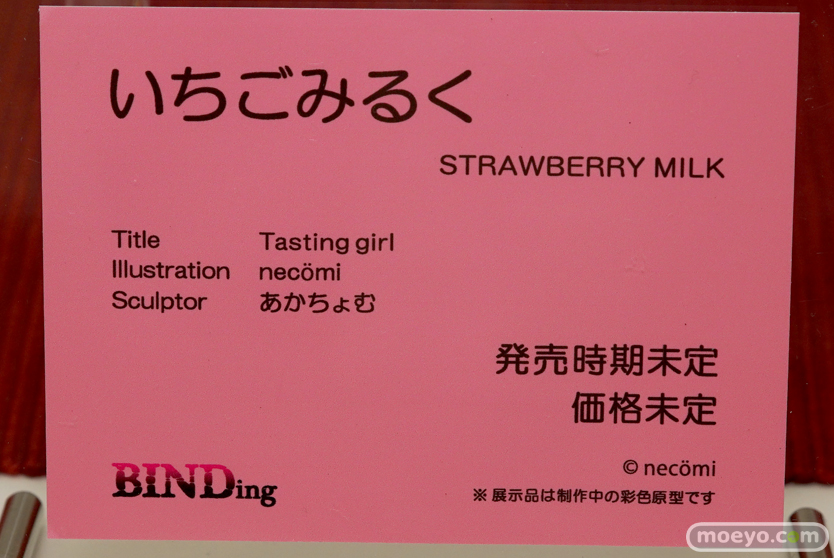 いちごみるく
STRAWBERRY MILK
Title Tasting girl
Illustration necömi
Sculptor あかちょむ
発売時期未定
価格未定
© necömi
BINDing
※展示品は制作中の彩色原型です
moeyo.com